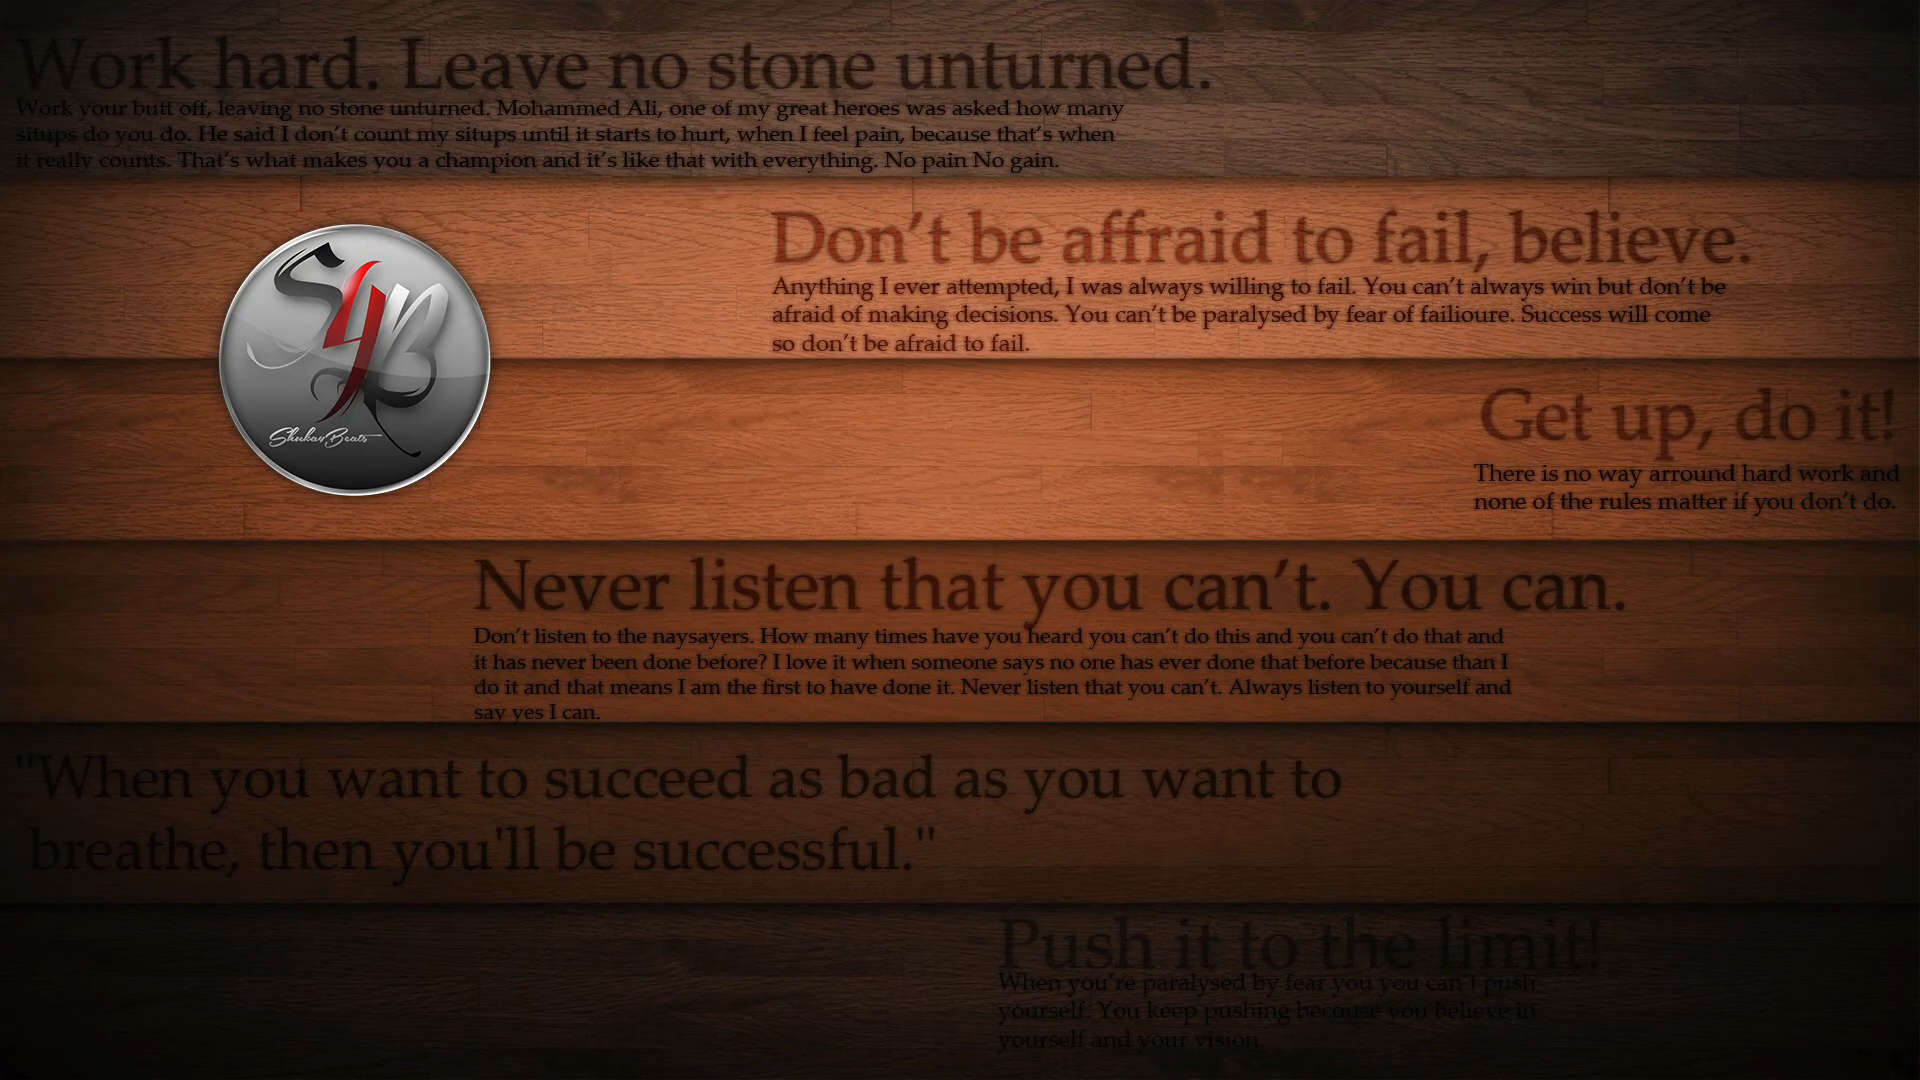 Work hard. Leave no stone unturned.
Work your butt off, leaving no stone unturned. Mohammed Ali, one of my great heroes was asked how many
situps do you do. He said I don't count my situps until it starts to hurt, when I feel pain, because that's when
it really counts. That's what makes you a champion and it's like that with everything. No pain No gain.
Don't be affraid to fail, believe.
Anything I ever attempted, I was always willing to fail. You can't always win but don't be
afraid of making decisions. You can't be paralysed by fear of failioure. Success will come
so don't be afraid to fail.
S4B
ShukarBeats
Get up, do it!
There is no way arround hard work and
none of the rules matter if you don't do.
Never listen that you can't. You can.
Don't listen to the naysayers. How many times have you heard you can't do this and you can't do that and
it has never been done before? I love it when someone says no one has ever done that before because than I
do it and that means I am the first to have done it. Never listen that you can't. Always listen to yourself and
say yes I can.
"When you want to succeed as bad as you want to
breathe, then you'll be successful."
Push it to the limit!
When you're paralysed by fear you you can't push
yourself. You keep pushing becouse you believe in
yourself and your vision.